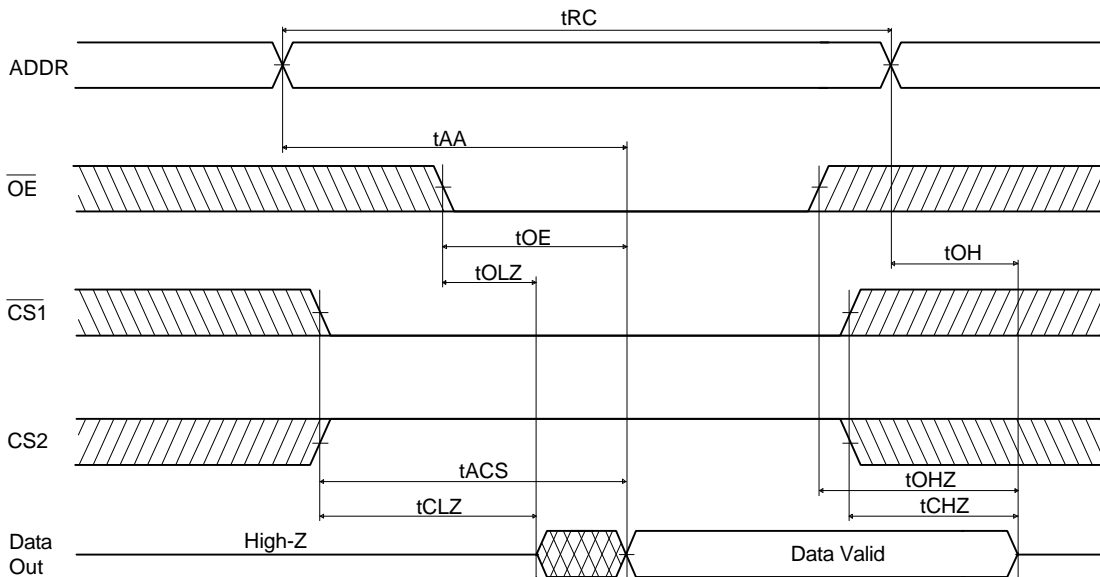 tRC
ADDR
tAA
OE
tOE
tOH
tOLZ
CS1
CS2
tACS
tOHZ
tCLZ
tCHZ
High-Z
Data Valid
Data
Out